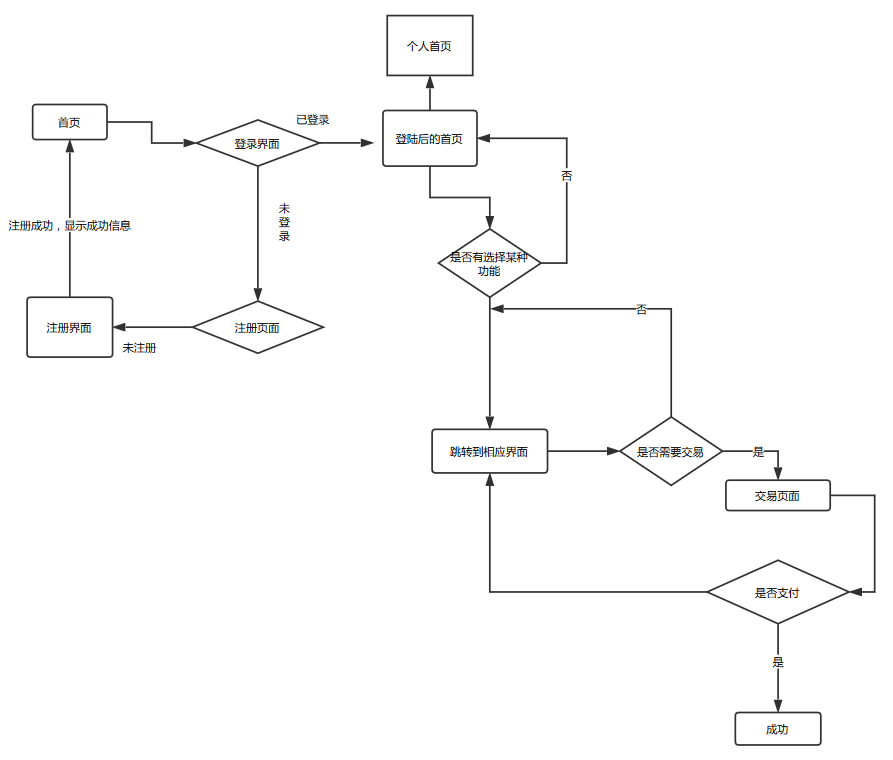 个人首页
首页
已登录
登录界面
登陆后的首页
否
未
登
录
注册成功，显示成功信息
是否有选择某种
功能
注册界面
注册页面
未注册
否
跳转到相应界面
是否需要交易
是
交易页面
是否支付
是
成功